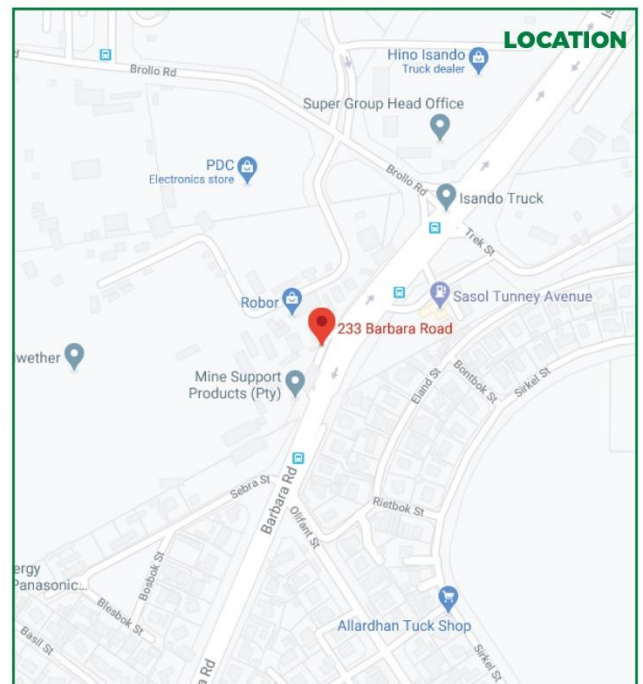 LOCATION
Hino Isando
Truck dealer
Brollo Rd
Super Group Head Office
PDC
Electronics store
Brollo Rd
Isando Truck
Trek St
Robor
Sasol Tunney Avenue
233 Barbara Road
wether
Mine Support
Products (Pty)
Eland St
Bontbok St
Sirkel St
Sebra St
Barbara Rd
Rietbok St
Olifant St
ergy
Panasonic...
Bosbok St
Blesbok St
Allardhan Tuck Shop
Basil St
Sirkel St
a Rd